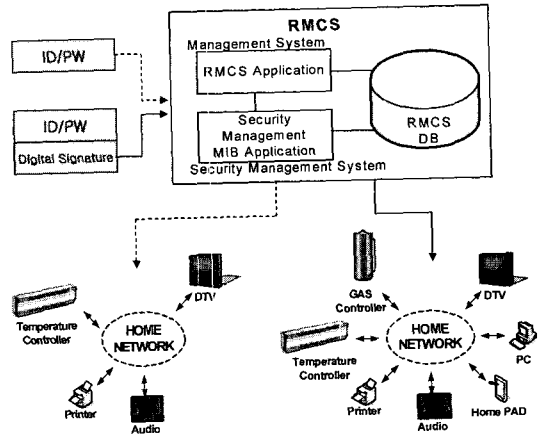 RMCS
Management System
ID/PW
RMCS Application
ID/PW
Digital Signature
Security
Management
MIB Application
RMCS
DB
Security Management System
DTV
Temperature
Controller
HOME
NETWORK
Printer
Audio
GAS
Controller
DTV
HOME
NETWORK
PC
Temperature
Controller
Printer
Audio
Home PAD